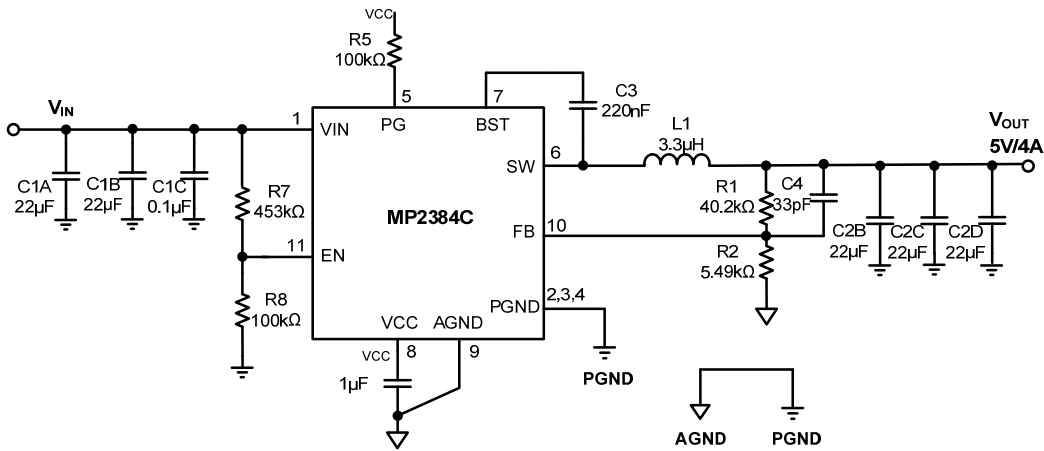 VCC
R5
100kΩ
5
7
C3
220nF
VIN
1
VIN
PG
BST
L1
3.3µH
VOUT
5V/4A
6
SW
C1A
22µF
C1B
22µF
C1C
0.1µF
R7
453kΩ
MP2384C
R1
40.2kΩ
C4
33pF
10
FB
C2B
22µF
C2C
22µF
C2D
22µF
11
EN
R2
5.49kΩ
R8
100kΩ
2,3,4
PGND
VCC
AGND
VCC
8
9
1µF
PGND
AGND
PGND